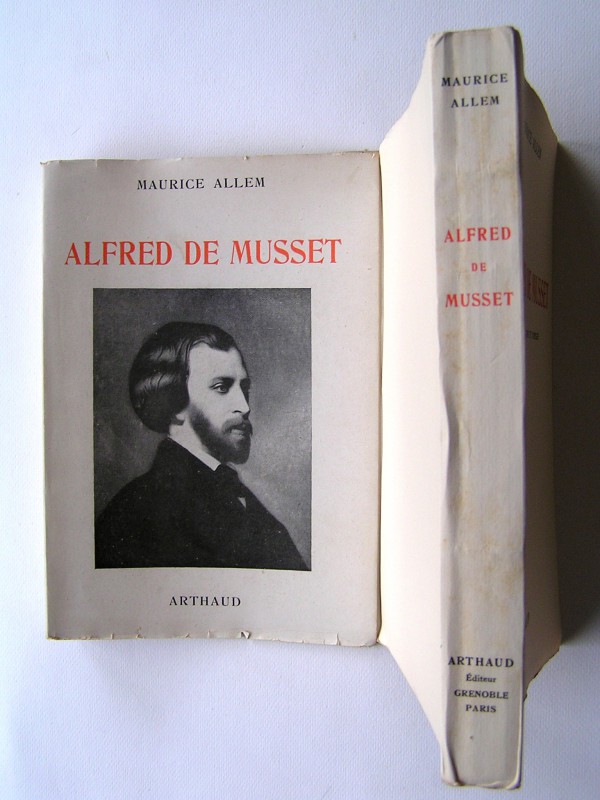 MAURICE ALLEM
ALFRED DE MUSSET
ARTHAUD
MAURICE
ALLEM
ALFRED
DE
MUSSET
ARTHAUD
Éditeur
GRENOBLE
PARIS